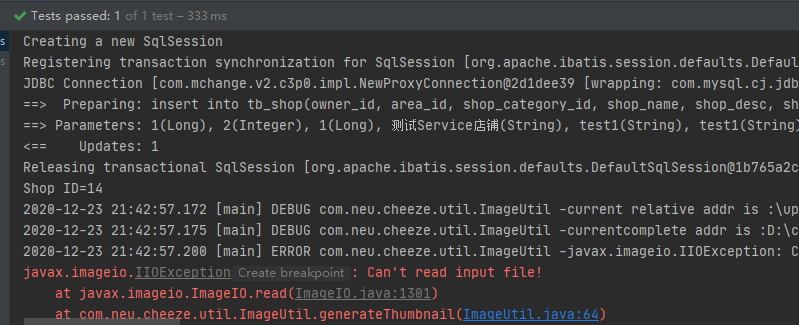 Tests passed: 1 of 1 test – 333 ms
Creating a new SqlSession
Registering transaction synchronization for SqlSession [org.apache.ibatis.session.defaults.Defaul
JDBC Connection [com.mchange.v2.c3p0.impl.NewProxyConnection@2d1dee39 [wrapping: com.mysql.cj.jdb
==>  Preparing: insert into tb_shop(owner_id, area_id, shop_category_id, shop_name, shop_desc, sh
==> Parameters: 1(Long), 2(Integer), 1(Long), 测试Service店铺(String), test1(String), test1(String)
<==    Updates: 1
Releasing transactional SqlSession [org.apache.ibatis.session.defaults.DefaultSqlSession@1b765a2c
Shop ID=14
2020-12-23 21:42:57.172 [main] DEBUG com.neu.cheeze.util.ImageUtil -current relative addr is :\up
2020-12-23 21:42:57.175 [main] DEBUG com.neu.cheeze.util.ImageUtil -currentcomplete addr is :D:\c
2020-12-23 21:42:57.200 [main] ERROR com.neu.cheeze.util.ImageUtil -javax.imageio.IIOException: C
javax.imageio.IIOException Create breakpoint : Can't read input file!
at javax.imageio.ImageIO.read(ImageIO.java:1301)
at com.neu.cheeze.util.ImageUtil.generateThumbnail(ImageUtil.java:64)